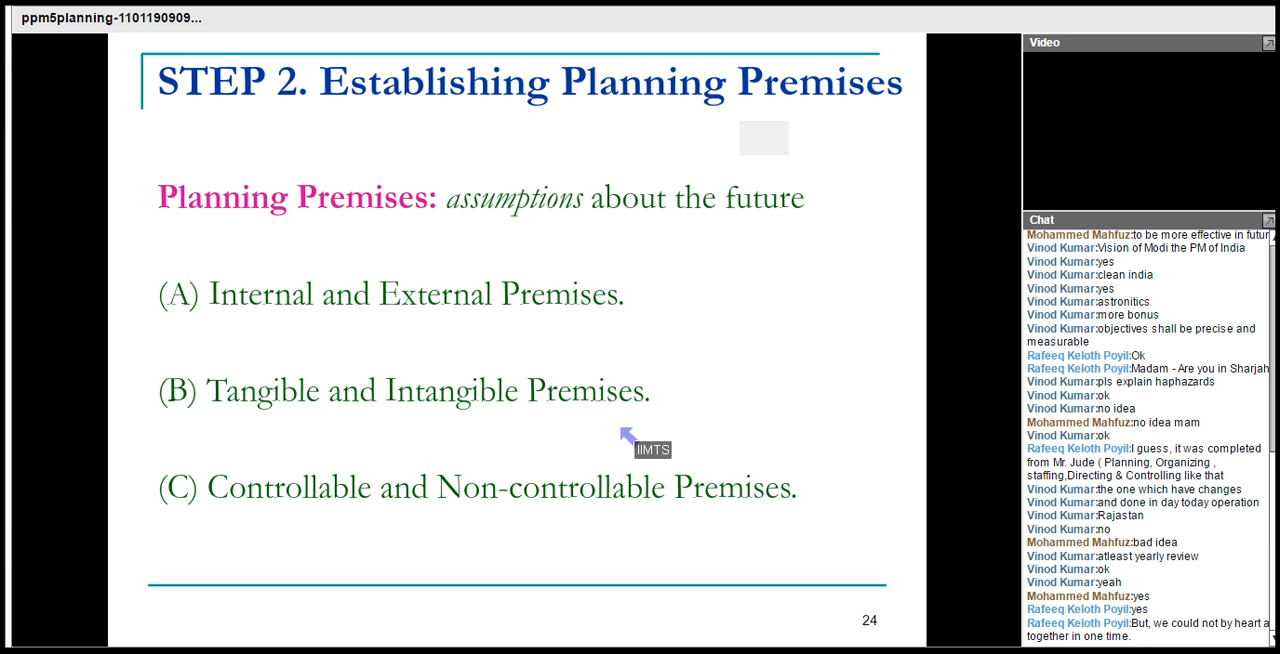 ppm5planning-1101190909...
STEP 2. Establishing Planning Premises
Planning Premises: assumptions about the future
(A) Internal and External Premises.
(B) Tangible and Intangible Premises.
IIMTS
(C) Controllable and Non-controllable Premises.
24
Video
Chat
Mohammed Mahfuz:to be more effective in futur
Vinod Kumar:Vision of Modi the PM of India
Vinod Kumar:yes
Vinod Kumar:clean india
Vinod Kumar:yes
Vinod Kumar:astronitics
Vinod Kumar:more bonus
Vinod Kumar:objectives shall be precise and
measurable
Rafeeq Keloth Poyil:Ok
Rafeeq Keloth Poyil:Madam - Are you in Sharjah
Vinod Kumar:pls explain haphazards
Vinod Kumar:ok
Vinod Kumar:no idea
Mohammed Mahfuz:no idea mam
Vinod Kumar:ok
Rafeeq Keloth Poyil:I guess, it was completed
from Mr. Jude ( Planning, Organizing ,
staffing,Directing & Controlling like that
Vinod Kumar:the one which have changes
Vinod Kumar:and done in day today operation
Vinod Kumar:Rajastan
Vinod Kumar:no
Mohammed Mahfuz:bad idea
Vinod Kumar:atleast yearly review
Vinod Kumar:ok
Vinod Kumar:yeah
Mohammed Mahfuz:yes
Rafeeq Keloth Poyil:yes
Rafeeq Keloth Poyil:But, we could not by heart a
together in one time.